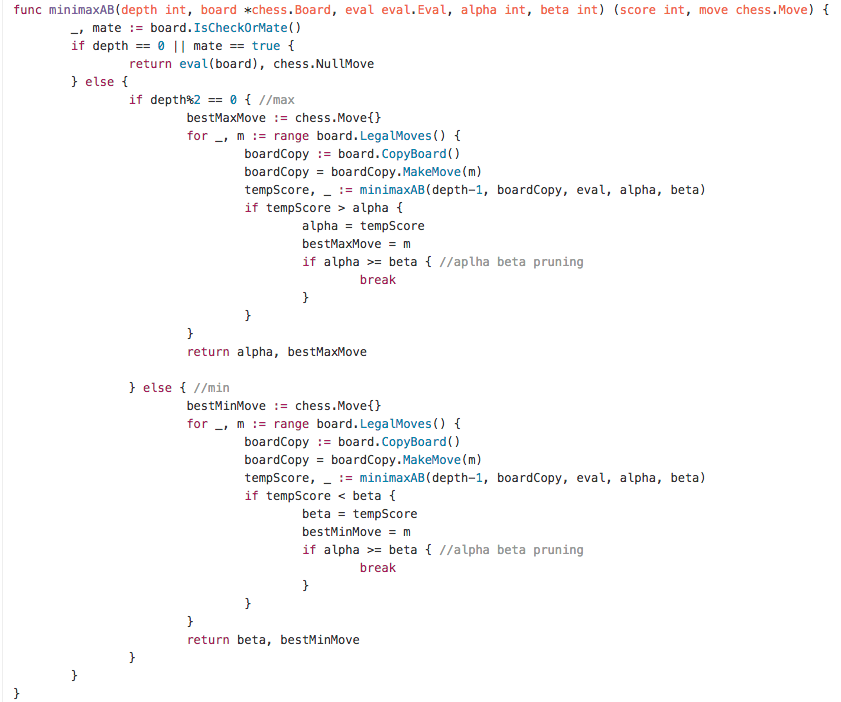 func minimaxAB(depth int, board *chess.Board, eval eval.Eval, alpha int, beta int) (score int, move chess.Move) {
        _, mate := board.IsCheckOrMate()
        if depth == 0 || mate == true {
                return eval(board), chess.NullMove
        } else {
                if depth%2 == 0 { //max
                        bestMaxMove := chess.Move{}
                        for _, m := range board.LegalMoves() {
                                boardCopy := board.CopyBoard()
                                boardCopy = boardCopy.MakeMove(m)
                                tempScore, _ := minimaxAB(depth-1, boardCopy, eval, alpha, beta)
                                if tempScore > alpha {
                                        alpha = tempScore
                                        bestMaxMove = m
                                        if alpha >= beta { //aplha beta pruning
                                                break
                                        }
                                }
                        }
                        return alpha, bestMaxMove

                } else { //min
                        bestMinMove := chess.Move{}
                        for _, m := range board.LegalMoves() {
                                boardCopy := board.CopyBoard()
                                boardCopy = boardCopy.MakeMove(m)
                                tempScore, _ := minimaxAB(depth-1, boardCopy, eval, alpha, beta)
                                if tempScore < beta {
                                        beta = tempScore
                                        bestMinMove = m
                                        if alpha >= beta { //alpha beta pruning
                                                break
                                        }
                                }
                        }
                        return beta, bestMinMove
                }
        }
}